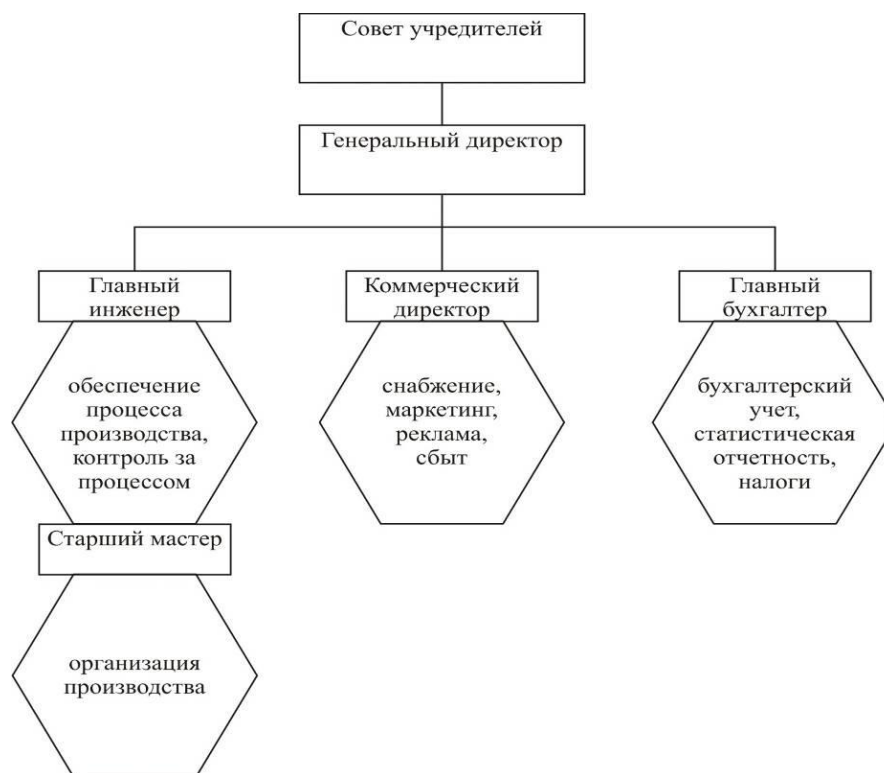 Совет учредителей
Генеральный директор
Главный
инженер
обеспечение
процесса
производства,
контроль за
процессом
Старший мастер
организация
производства
Коммерческий
директор
снабжение,
маркетинг,
реклама,
сбыт
Главный
бухгалтер
бухгалтерский
учет,
статистическая
отчетность,
налоги